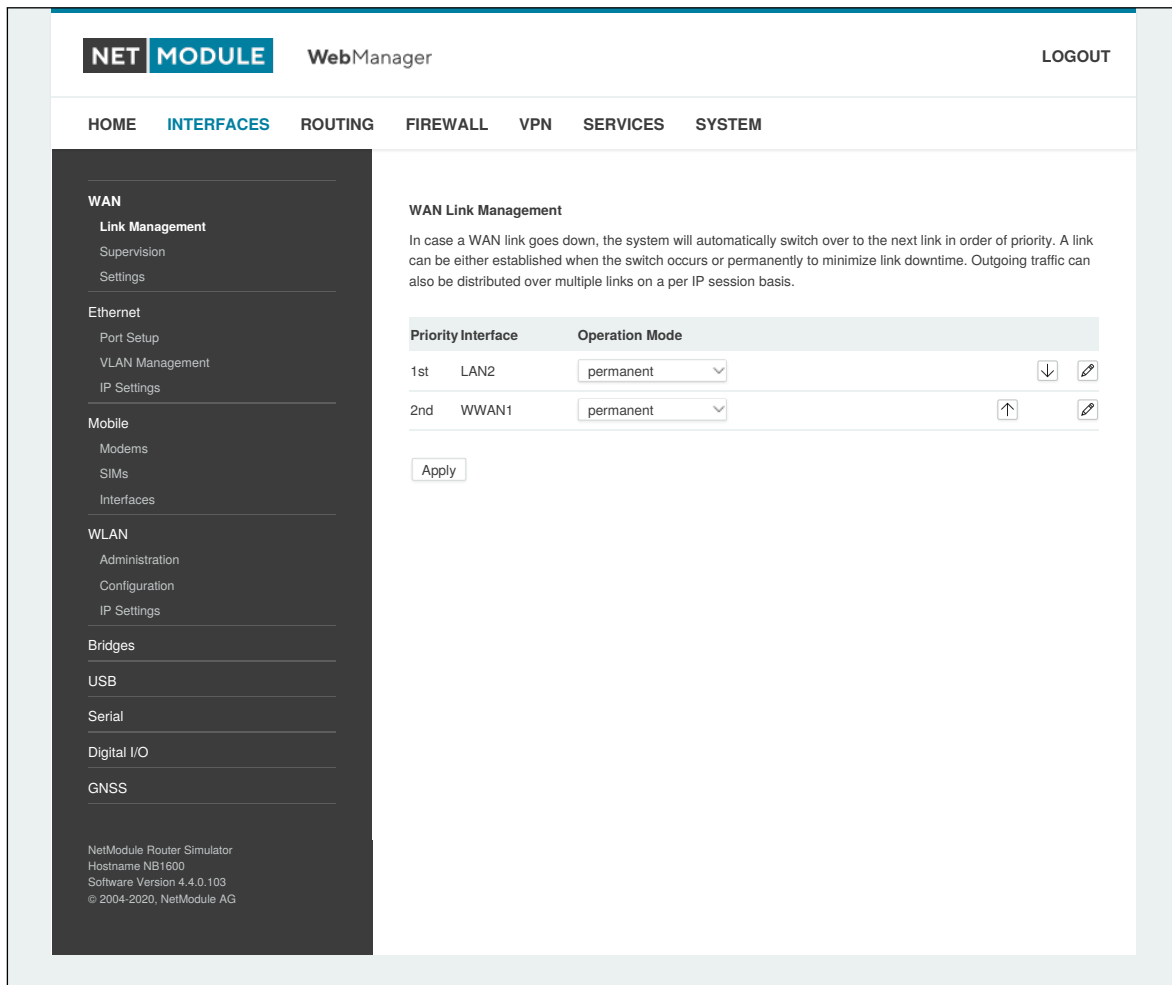 NET MODULE WebManager LOGOUT
HOME INTERFACES ROUTING FIREWALL VPN SERVICES SYSTEM
WAN
Link Management
Supervision
Settings
Ethernet
Port Setup
VLAN Management
IP Settings
Mobile
Modems
SIMs
Interfaces
WLAN
Administration
Configuration
IP Settings
Bridges
USB
Serial
Digital I/O
GNSS
NetModule Router Simulator
Hostname NB1600
Software Version 4.4.0.103
© 2004-2020, NetModule AG
WAN Link Management
In case a WAN link goes down, the system will automatically switch over to the next link in order of priority. A link
can be either established when the switch occurs or permanently to minimize link downtime. Outgoing traffic can
also be distributed over multiple links on a per IP session basis.
Priority Interface Operation Mode
1st LAN2 permanent
2nd WWAN1 permanent
Apply